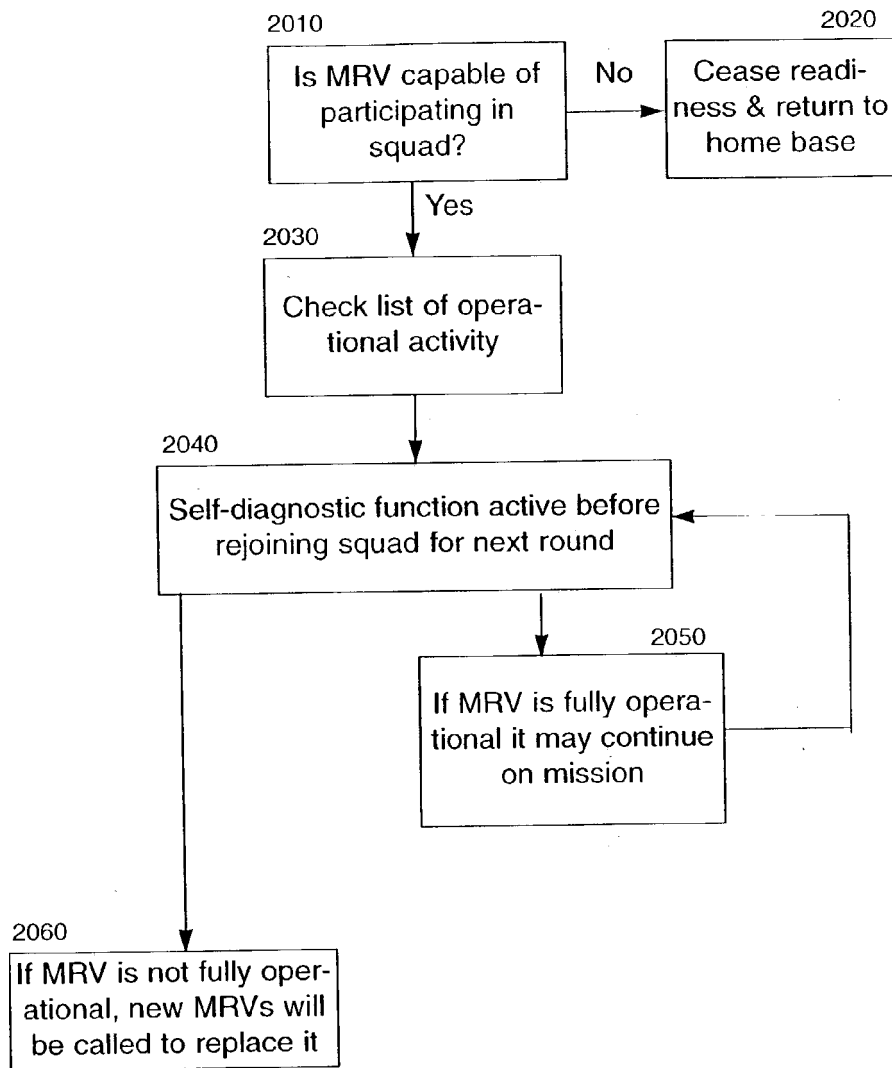 2010
Is MRV capable of
participating in
squad?
No
2020
Cease readi-
ness & return to
home base
Yes
2030
Check list of opera-
tional activity
2040
Self-diagnostic function active before
rejoining squad for next round
2050
If MRV is fully opera-
tional it may continue
on mission
2060
If MRV is not fully oper-
ational, new MRVs will
be called to replace it